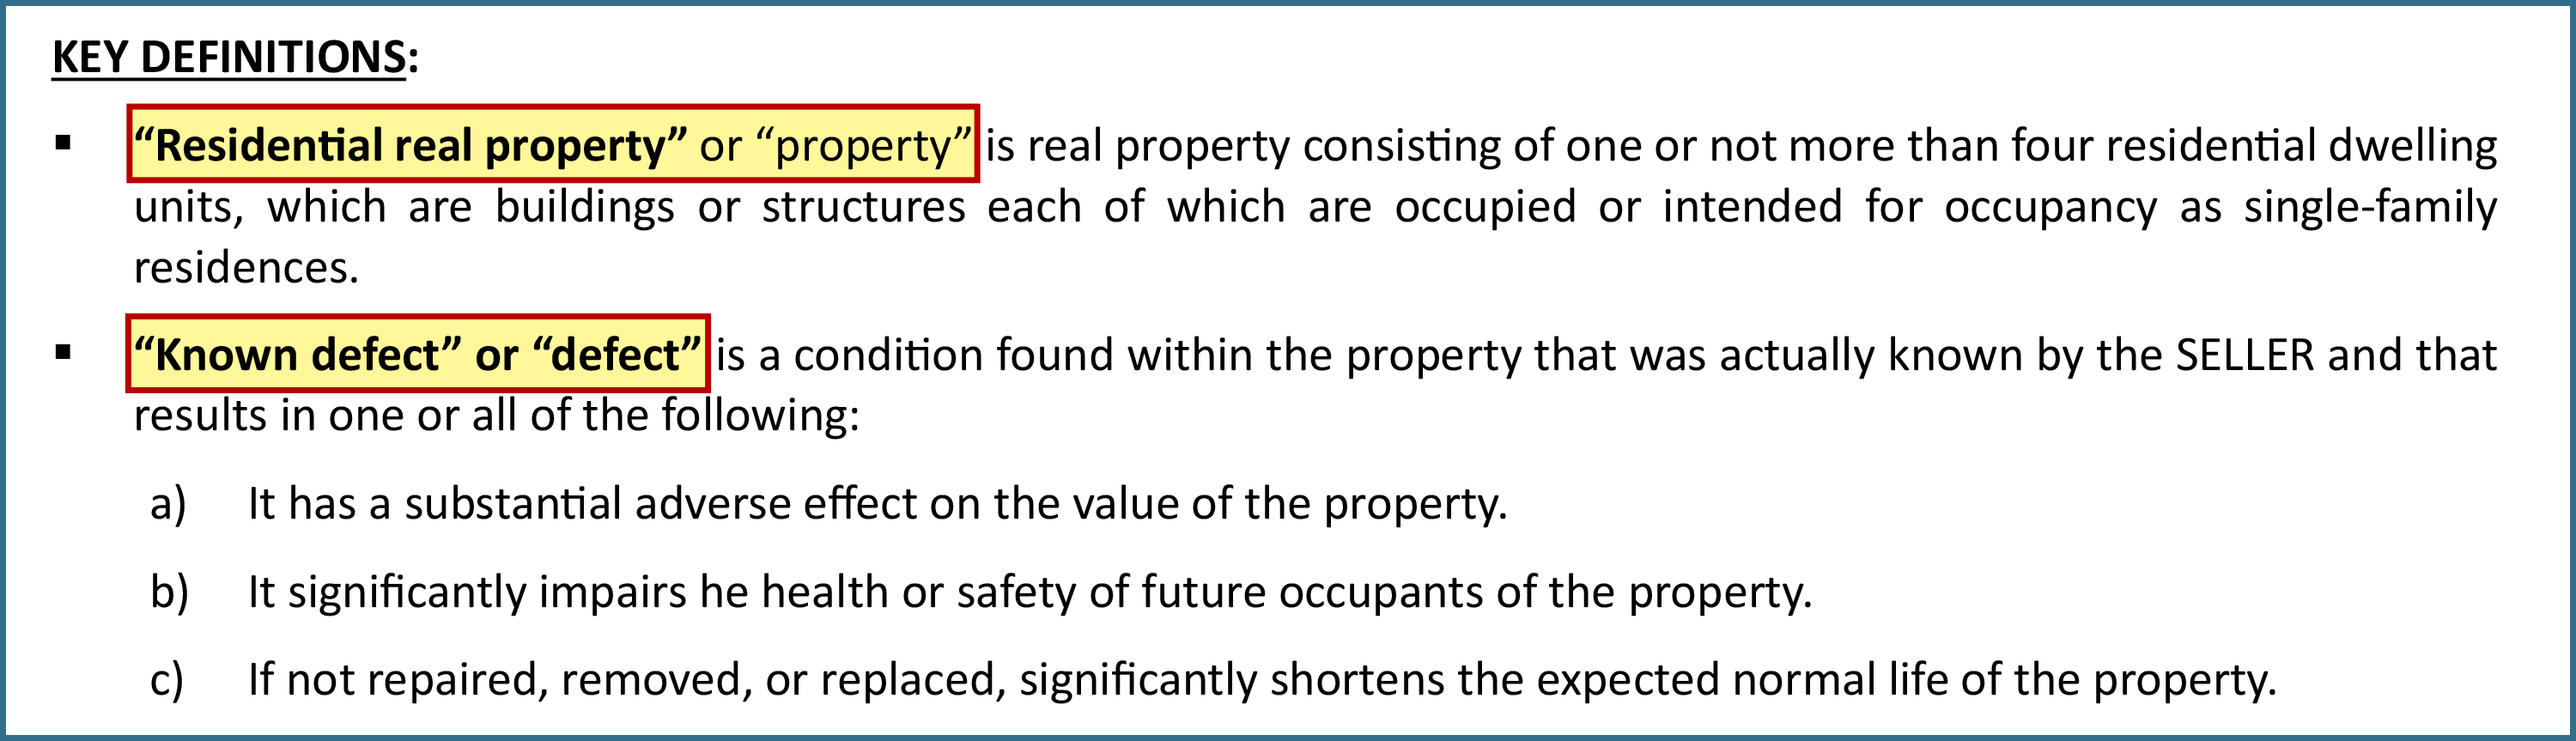 KEY DEFINITIONS:
▪ “Residential real property” or “property” is real property consisting of one or not more than four residential dwelling
units, which are buildings or structures each of which are occupied or intended for occupancy as single-family
residences.
▪ “Known defect” or “defect” is a condition found within the property that was actually known by the SELLER and that
results in one or all of the following:
a) It has a substantial adverse effect on the value of the property.
b) It significantly impairs he health or safety of future occupants of the property.
c) If not repaired, removed, or replaced, significantly shortens the expected normal life of the property.